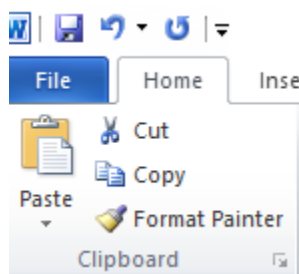 W
File Home Inse
Cut
Copy
Paste
Format Painter
Clipboard